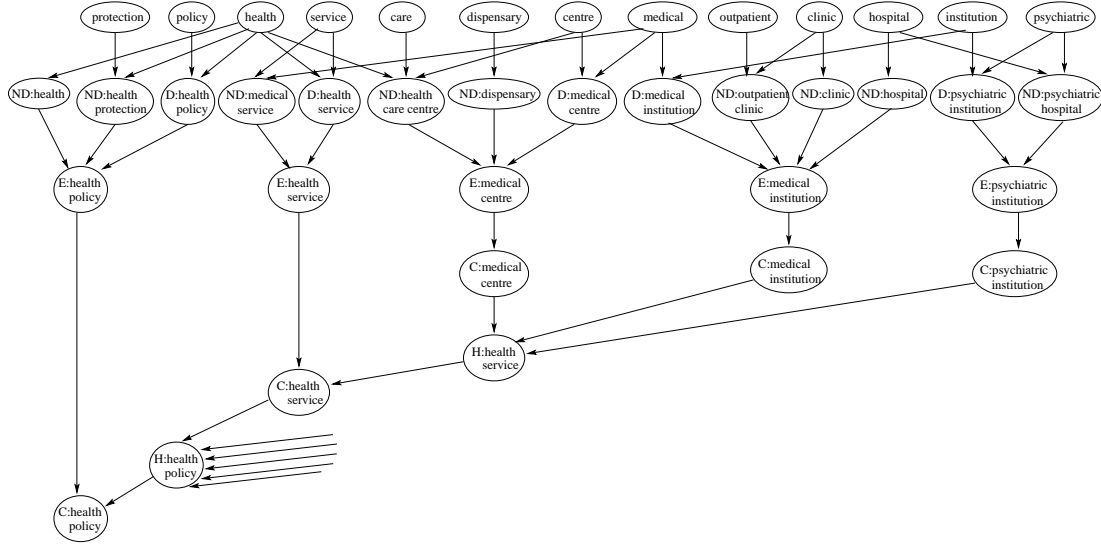 protection policy health service care dispensary centre medical outpatient clinic hospital institution psychiatric
ND:health ND:health protection D:health policy ND:medical service D:health service ND:health care centre ND:dispensary D:medical centre D:medical institution ND:outpatient clinic ND:clinic ND:hospital D:psychiatric institution ND:psychiatric hospital
E:health policy E:health service E:medical centre E:medical institution E:psychiatric institution
C:medical centre C:medical institution C:psychiatric institution
H:health service
C:health service
H:health policy
C:health policy